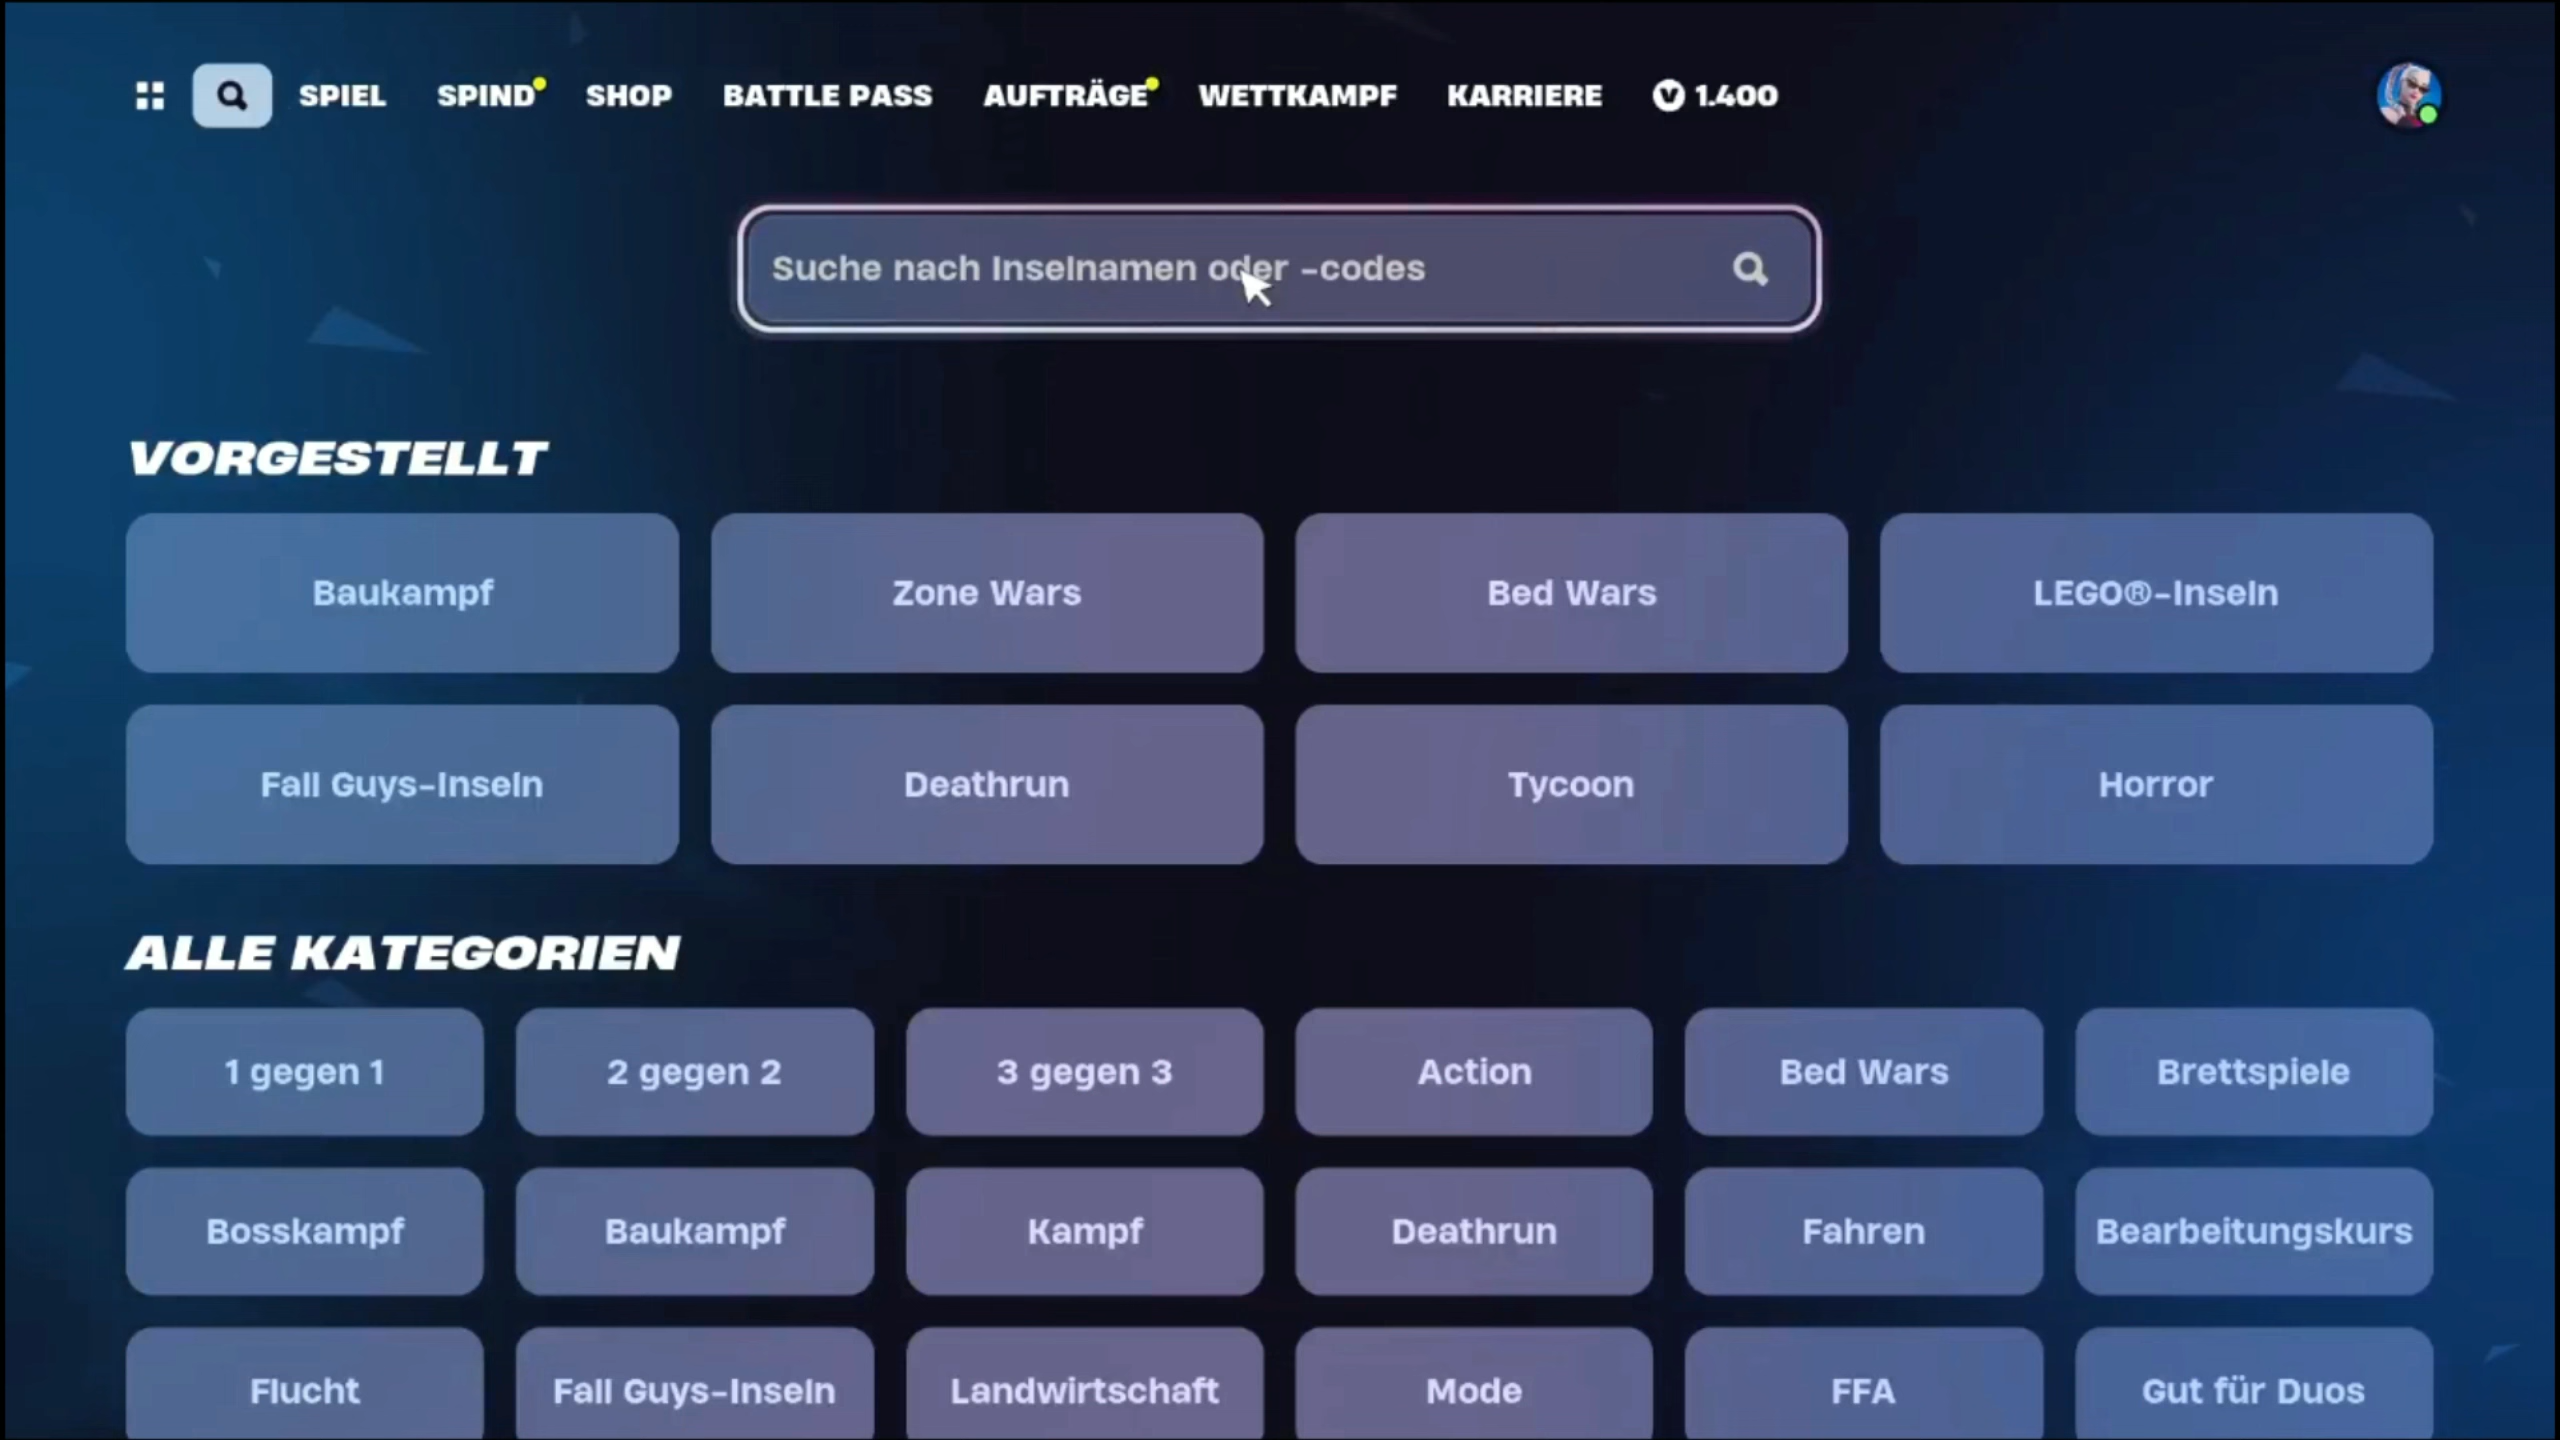 SPIEL SPIND SHOP BATTLE PASS AUFTRÄGE WETTKAMPF KARRIERE V 1.400
Suche nach Inselnamen oder -codes
VORGESTELLT
Baukampf Zone Wars Bed Wars LEGO®-Inseln
Fall Guys-Inseln Deathrun Tycoon Horror
ALLE KATEGORIEN
1 gegen 1 2 gegen 2 3 gegen 3 Action Bed Wars Brettspiele
Bosskampf Baukampf Kampf Deathrun Fahren Bearbeitungskurs
Flucht Fall Guys-Inseln Landwirtschaft Mode FFA Gut für Duos